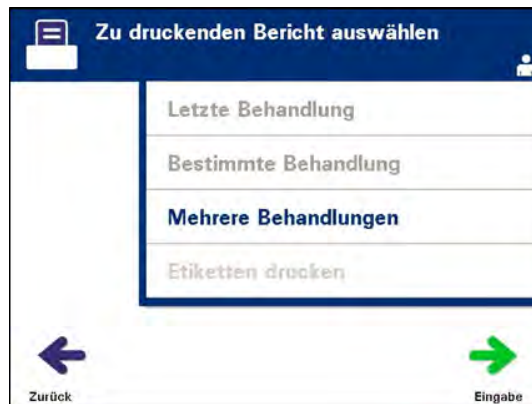 Zu druckenden Bericht auswählen
Letzte Behandlung
Bestimmte Behandlung
Mehrere Behandlungen
Etiketten drucken
Zurück
Eingabe